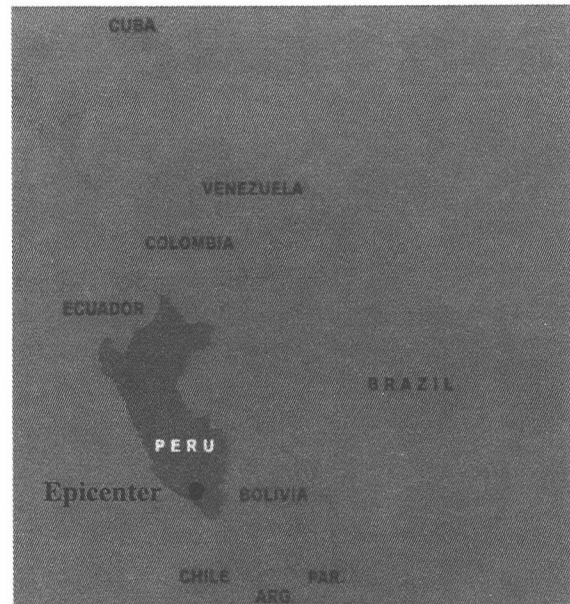 CUBA
VENEZUELA
COLOMBIA
ECUADOR
BRAZIL
PERU
Epicenter
BOLIVIA
CHILE PAR.
ARG